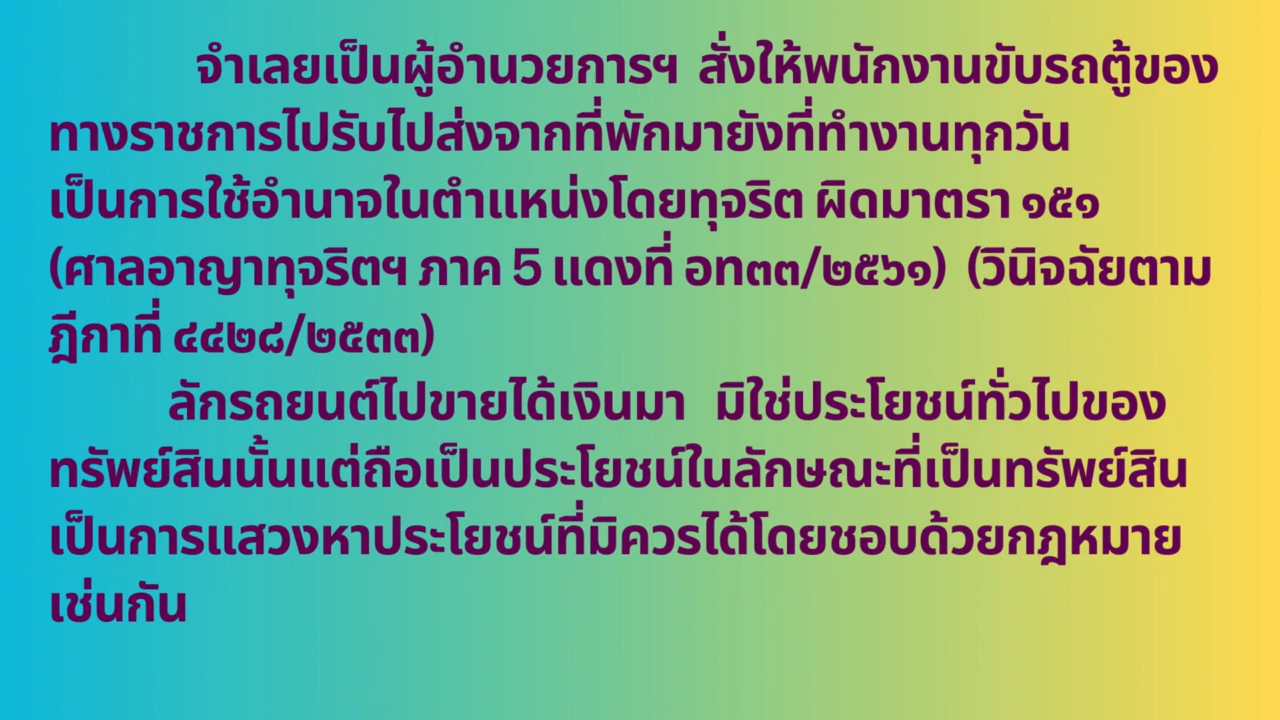 จำเลยเป็นผู้อำนวยการฯ สั่งให้พนักงานขับรถตู้ของ
ทางราชการไปรับไปส่งจากที่พักมายังที่ทำงานทุกวัน
เป็นการใช้อำนาจในตำแหน่งโดยทุจริต ผิดมาตรา ๑๕๑
(ศาลอาญาทุจริตฯ ภาค 5 แดงที่ อท๓๓/๒๕๖๑) (วินิจฉัยตาม
ฎีกาที่ ๔๔๒๘/๒๕๓๓)
ลักรถยนต์ไปขายได้เงินมา มิใช่ประโยชน์ทั่วไปของ
ทรัพย์สินนั้นแต่ถือเป็นประโยชน์ในลักษณะที่เป็นทรัพย์สิน
เป็นการแสวงหาประโยชน์ที่มิควรได้โดยชอบด้วยกฎหมาย
เช่นกัน